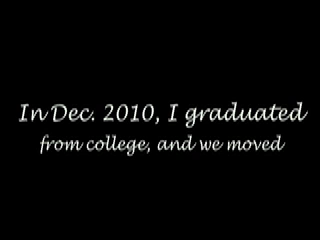 In Dec. 2010, I graduated
from college, and we moved